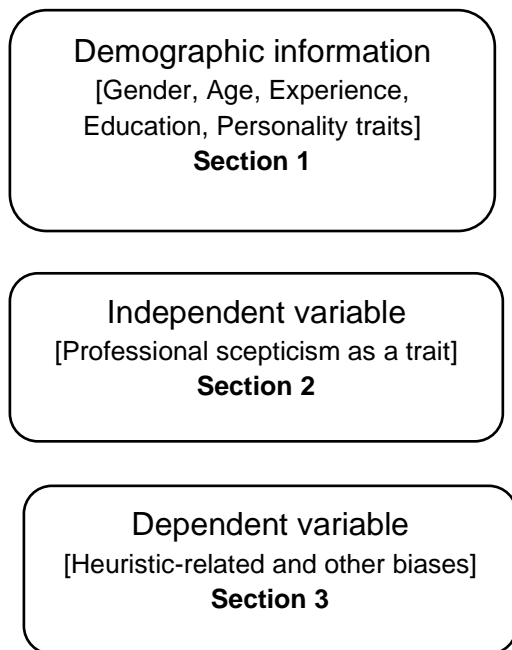 Demographic information
[Gender, Age, Experience,
Education, Personality traits]
Section 1
Independent variable
[Professional scepticism as a trait]
Section 2
Dependent variable
[Heuristic-related and other biases]
Section 3